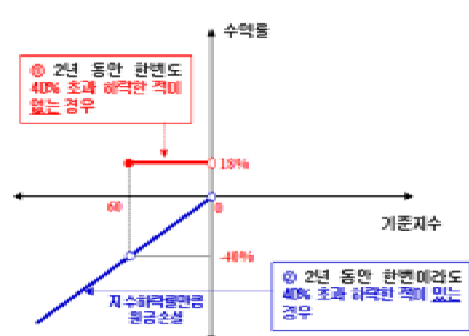 수익률
① 2년 동안 한번도
40% 초과 하락한 적이
없는 경우
18%
60
0
기준지수
-40%
지수하락률만큼
원금손실
② 2년 동안 한번이라도
40% 초과 하락한 적이 있는
경우